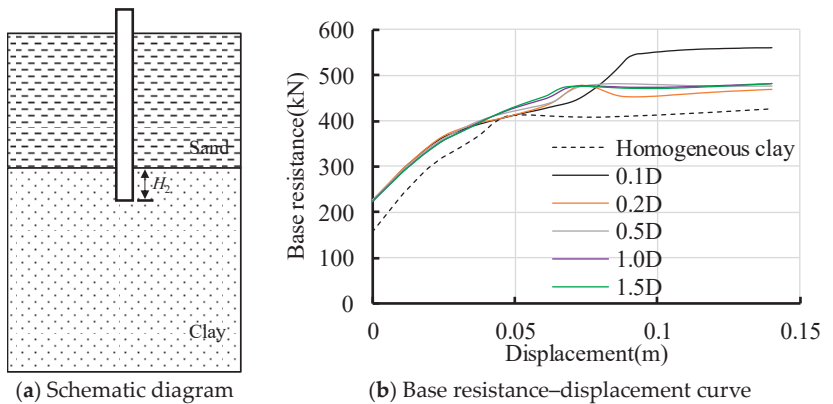 Sand
H2
Clay
(a) Schematic diagram
600
500
400
300
200
100
0
Base resistance(kN)
Homogeneous clay
0.1D
0.2D
0.5D
1.0D
1.5D
0
0.05
0.1
0.15
Displacement(m)
(b) Base resistance–displacement curve